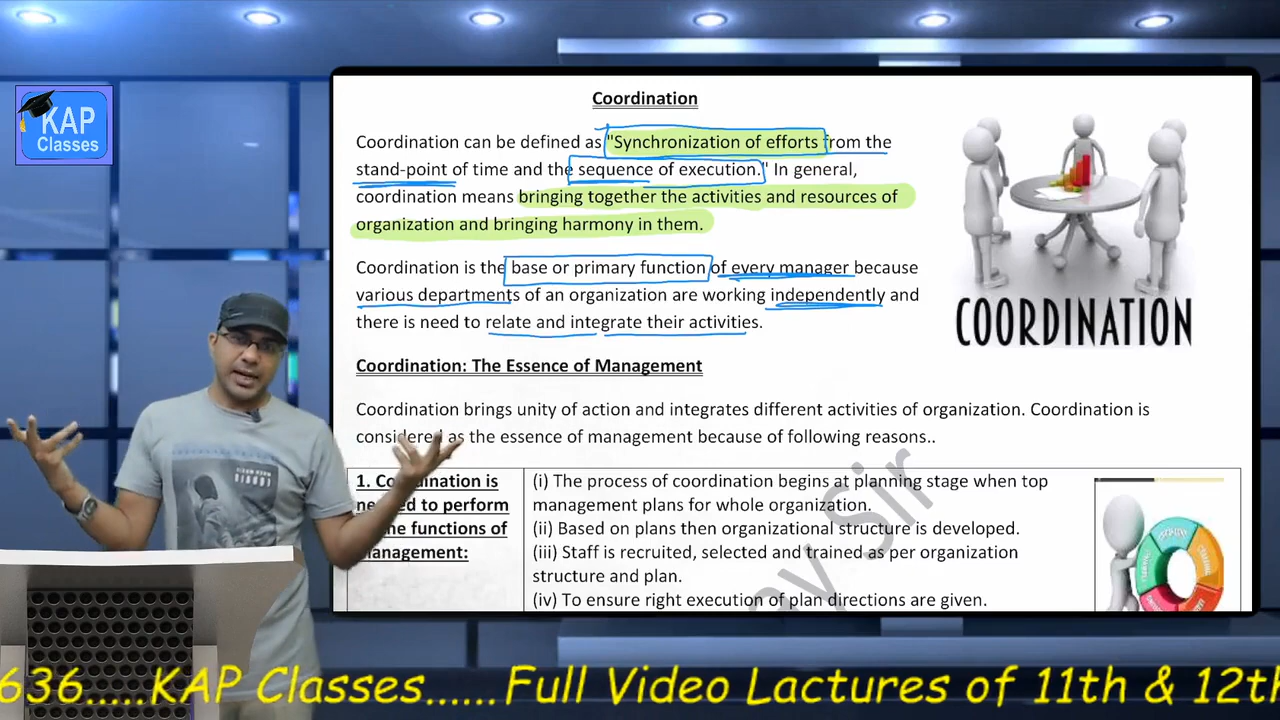 KAP
Classes
Coordination
Coordination can be defined as "Synchronization of efforts from the
stand-point of time and the sequence of execution." In general,
coordination means bringing together the activities and resources of
organization and bringing harmony in them.
Coordination is the base or primary function of every manager because
various departments of an organization are working independently and
there is need to relate and integrate their activities.
COORDINATION
Coordination: The Essence of Management
Coordination brings unity of action and integrates different activities of organization. Coordination is
considered as the essence of management because of following reasons..
1. Coordination is
needed to perform
the functions of
management:
(i) The process of coordination begins at planning stage when top
management plans for whole organization.
(ii) Based on plans then organizational structure is developed.
(iii) Staff is recruited, selected and trained as per organization
structure and plan.
(iv) To ensure right execution of plan directions are given.
ay Sir
636.....KAP Classes......Full Video Lactures of 11th & 12th